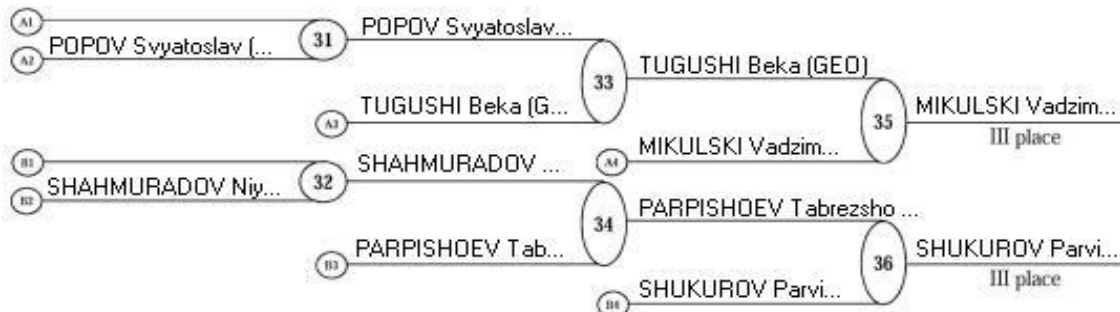 A1
POPOV Svyatoslav (...
A2
31
POPOV Svyatoslav...
TUGUSHI Beka (G...
A3
33
TUGUSHI Beka (GEO)
MIKULSKI Vadzim...
A4
35
MIKULSKI Vadzim...
III place
B1
SHAHMURADOV Niy...
B2
32
SHAHMURADOV ...
PARPISHOEV Tab...
B3
34
PARPISHOEV Tabrezsho ...
SHUKUROV Parvi...
B4
36
SHUKUROV Parvi...
III place